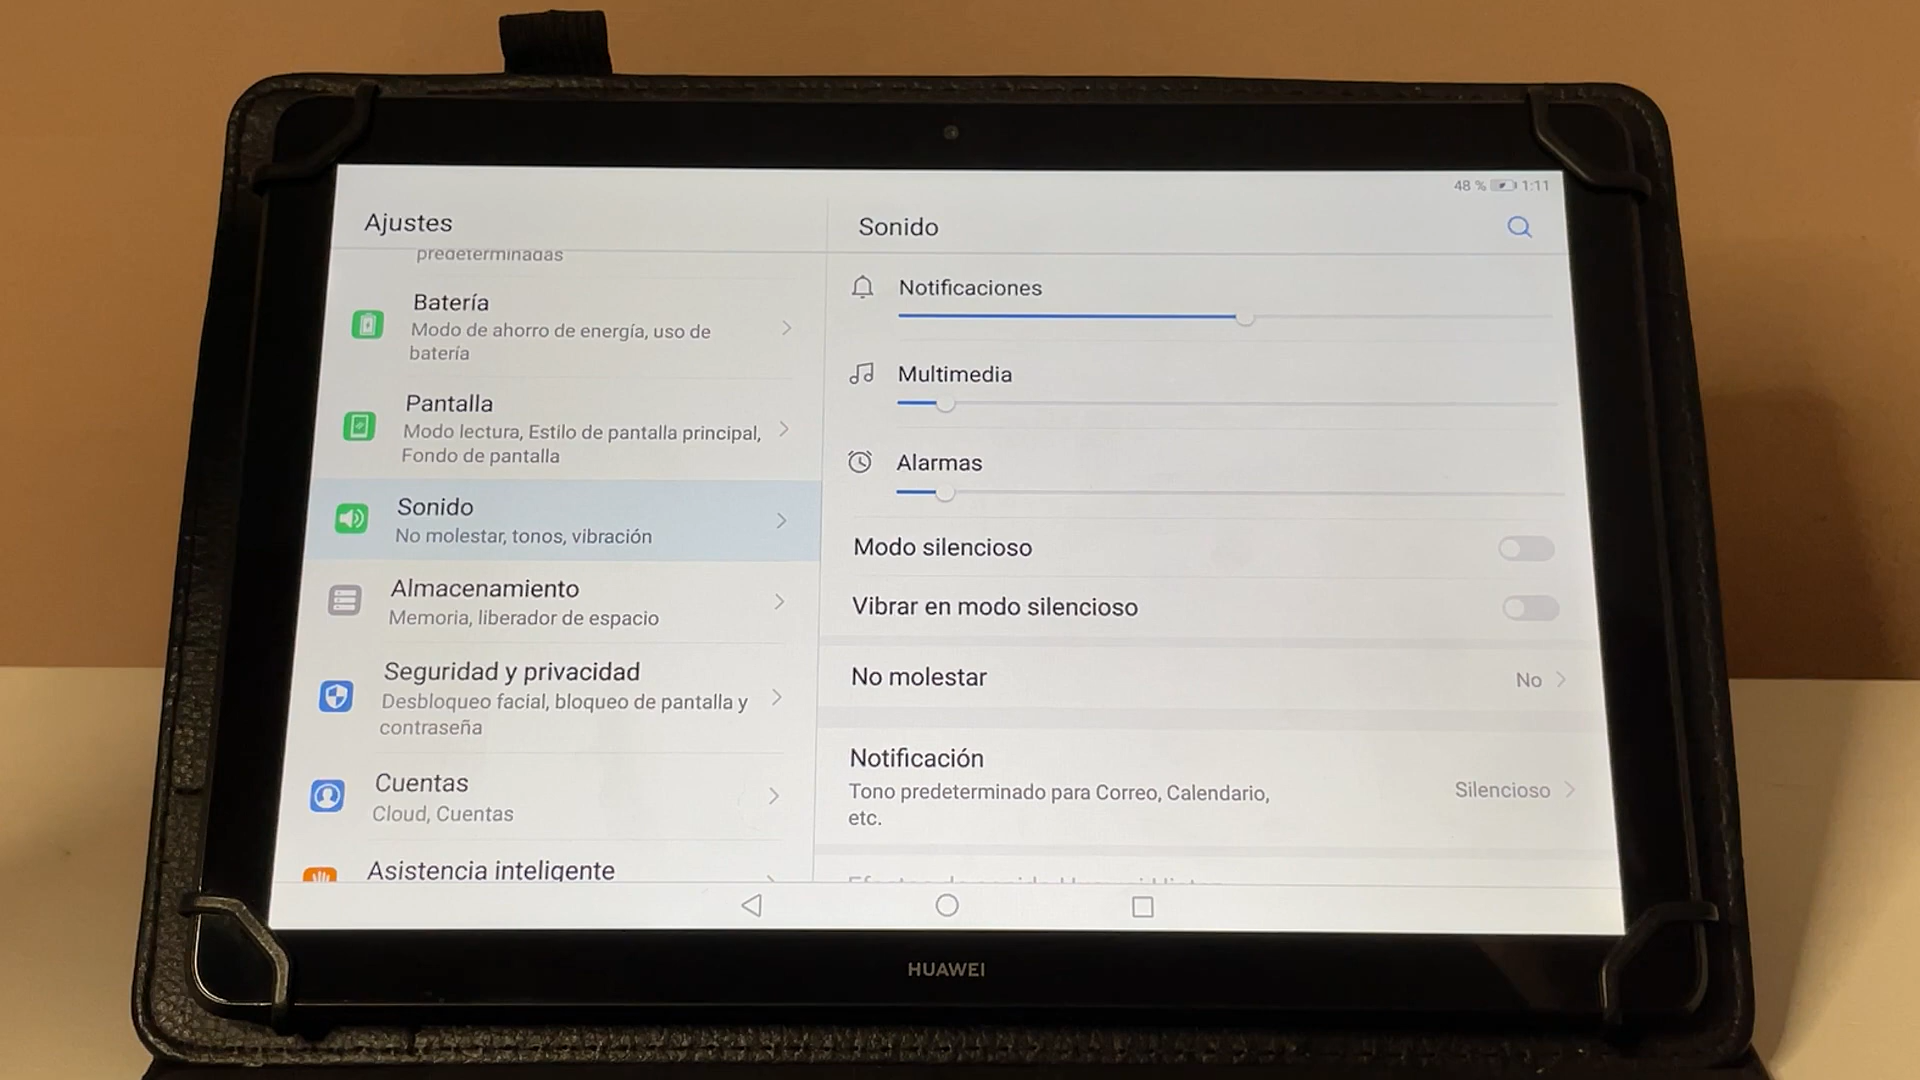 48 % 1:11
Ajustes
predeterminadas
Batería
Modo de ahorro de energía, uso de
batería
Pantalla
Modo lectura, Estilo de pantalla principal,
Fondo de pantalla
Sonido
No molestar, tonos, vibración
Almacenamiento
Memoria, liberador de espacio
Seguridad y privacidad
Desbloqueo facial, bloqueo de pantalla y
contraseña
Cuentas
Cloud, Cuentas
Asistencia inteligente
Sonido
Notificaciones
Multimedia
Alarmas
Modo silencioso
Vibrar en modo silencioso
No molestar No
Notificación
Tono predeterminado para Correo, Calendario,
etc.
Silencioso
HUAWEI